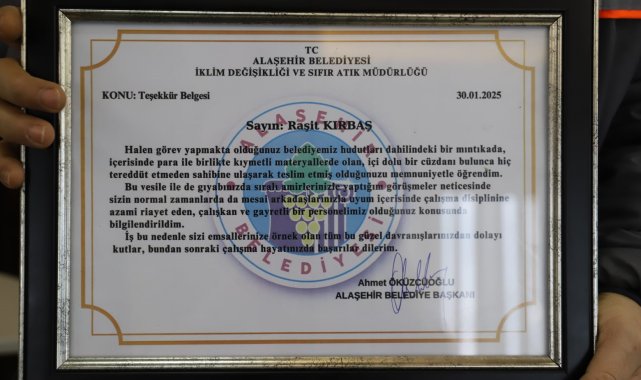 TC
ALAŞEHİR BELEDİYESİ
İKLİM DEĞİŞİKLİĞİ VE SIFIR ATIK MÜDÜRLÜĞÜ
KONU: Teşekkür Belgesi 30.01.2025
Sayın: Raşit KIRBAŞ
Halen görev yapmakta olduğunuz belediyemiz hudutları dahilindeki bir mıntıkada,
içerisinde para ile birlikte kıymetli materyallerde olan, içi dolu bir cüzdanı bulunca hiç
tereddüt etmeden sahibine ulaşarak teslim etmiş olduğunuzu memnuniyetle öğrendim.
Bu vesile ile de gıyabınızda sıralı amirlerinizle yaptığım görüşmeler neticesinde
sizin normal zamanlarda da mesai arkadaşlarınızla uyum içerisinde çalışma disiplinine
azami riayet eden, çalışkan ve gayretli bir personelimiz olduğunuz konusunda
bilgilendirildim.
İş bu nedenle sizi emsallerinize örnek olan tüm bu güzel davranışlarınızdan dolayı
kutlar, bundan sonraki çalışma hayatınızda başarılar dilerim.
Ahmet ÖKÜZCÜOĞLU
ALAŞEHİR BELEDİYE BAŞKANI
ALAŞEHİR
BELEDİYESİ